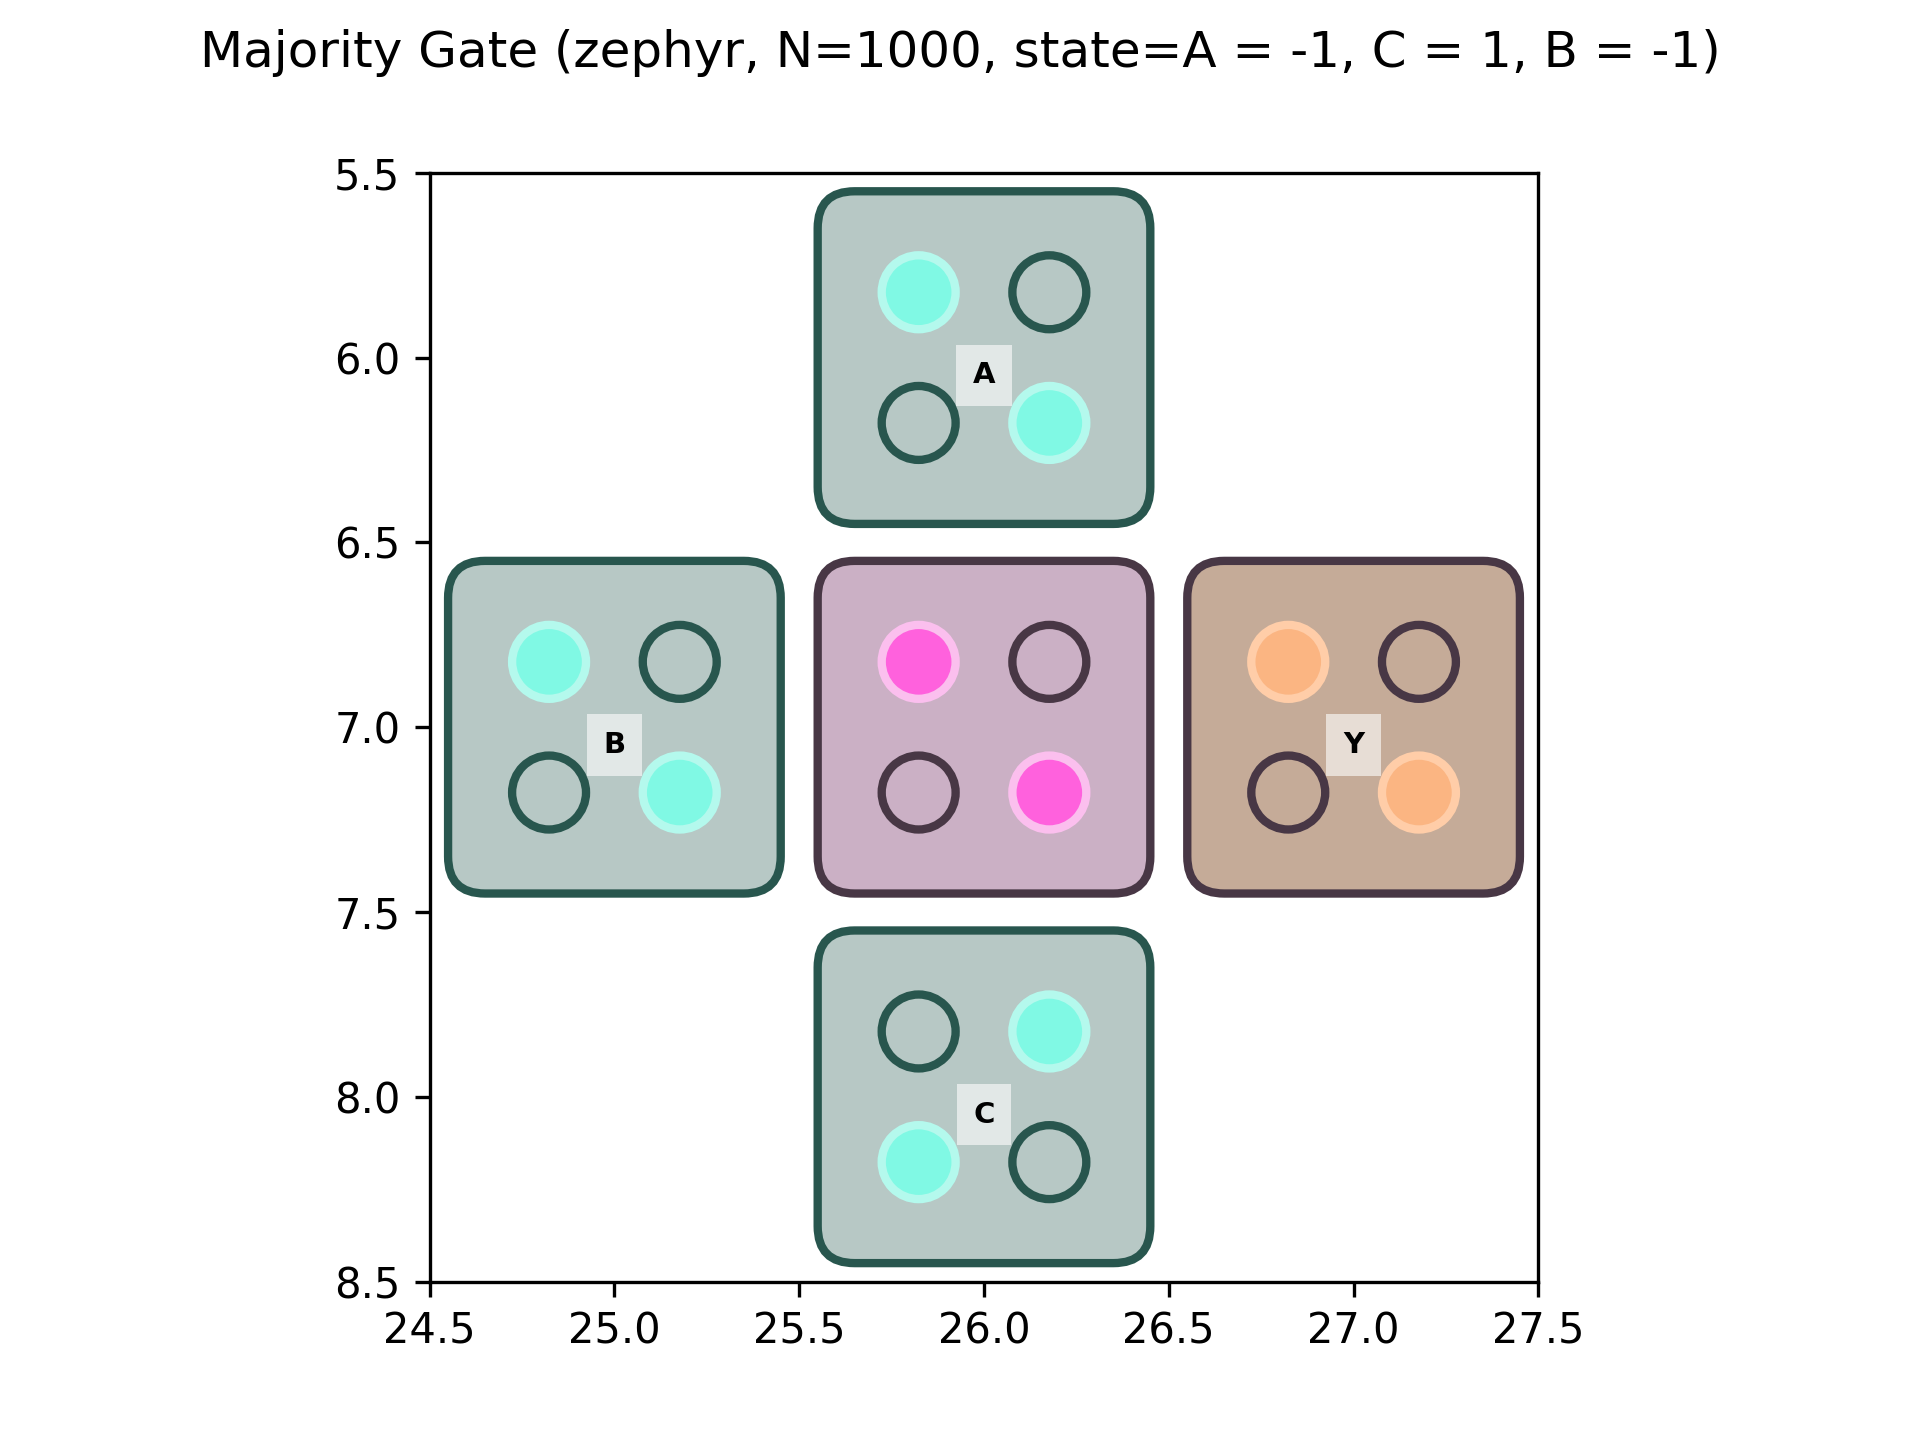 Majority Gate (zephyr, N=1000, state=A = -1, C = 1, B = -1)
5.5
6.0
6.5
7.0
7.5
8.0
8.5
A
B
Y
C
24.5 25.0 25.5 26.0 26.5 27.0 27.5